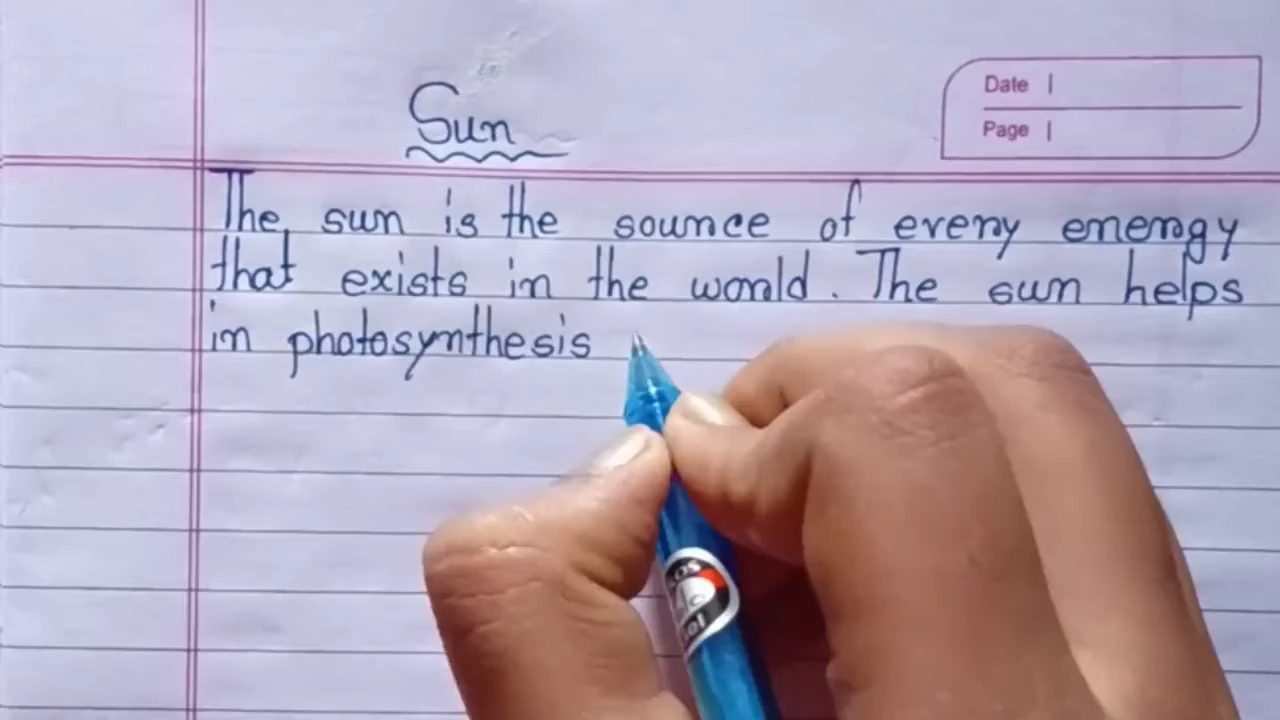 Sun
Date |
Page |
The sun is the source of every energy
that exists in the world. The sun helps
in photosynthesis